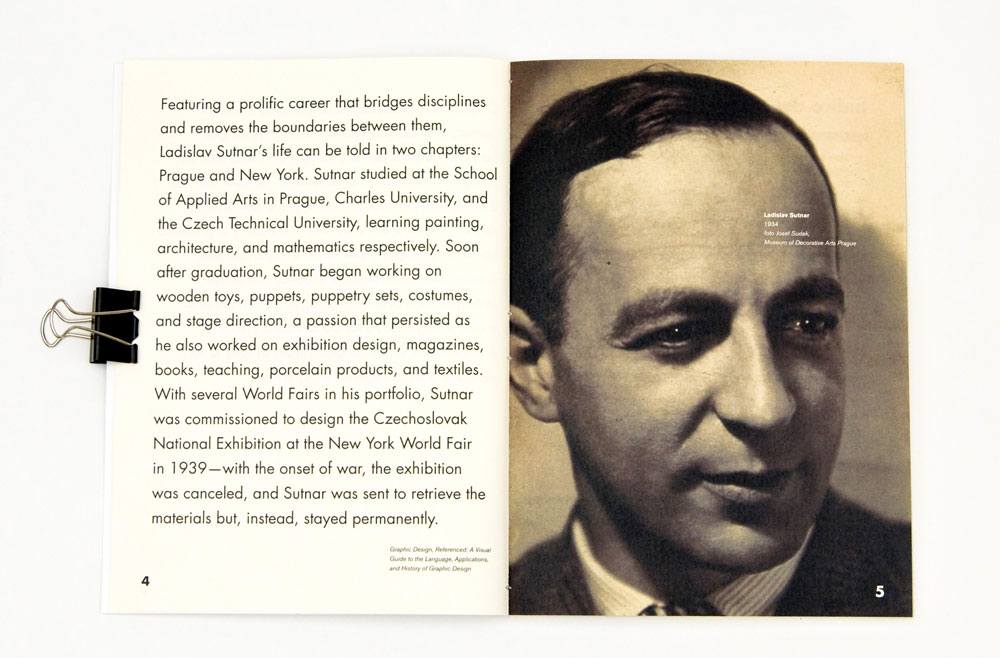 Featuring a prolific career that bridges disciplines
and removes the boundaries between them,
Ladislav Sutnar's life can be told in two chapters:
Prague and New York. Sutnar studied at the School
of Applied Arts in Prague, Charles University, and
the Czech Technical University, learning painting,
architecture, and mathematics respectively. Soon
after graduation, Sutnar began working on
wooden toys, puppets, puppetry sets, costumes,
and stage direction, a passion that persisted as
he also worked on exhibition design, magazines,
books, teaching, porcelain products, and textiles.
With several World Fairs in his portfolio, Sutnar
was commissioned to design the Czechoslovak
National Exhibition at the New York World Fair
in 1939—with the onset of war, the exhibition
was canceled, and Sutnar was sent to retrieve the
materials but, instead, stayed permanently.
Graphic Design, Referenced: A Visual
Guide to the Language, Applications,
and History of Graphic Design
4
Ladislav Sutnar
1934
foto Josef Sudek,
Museum of Decorative Arts Prague
5